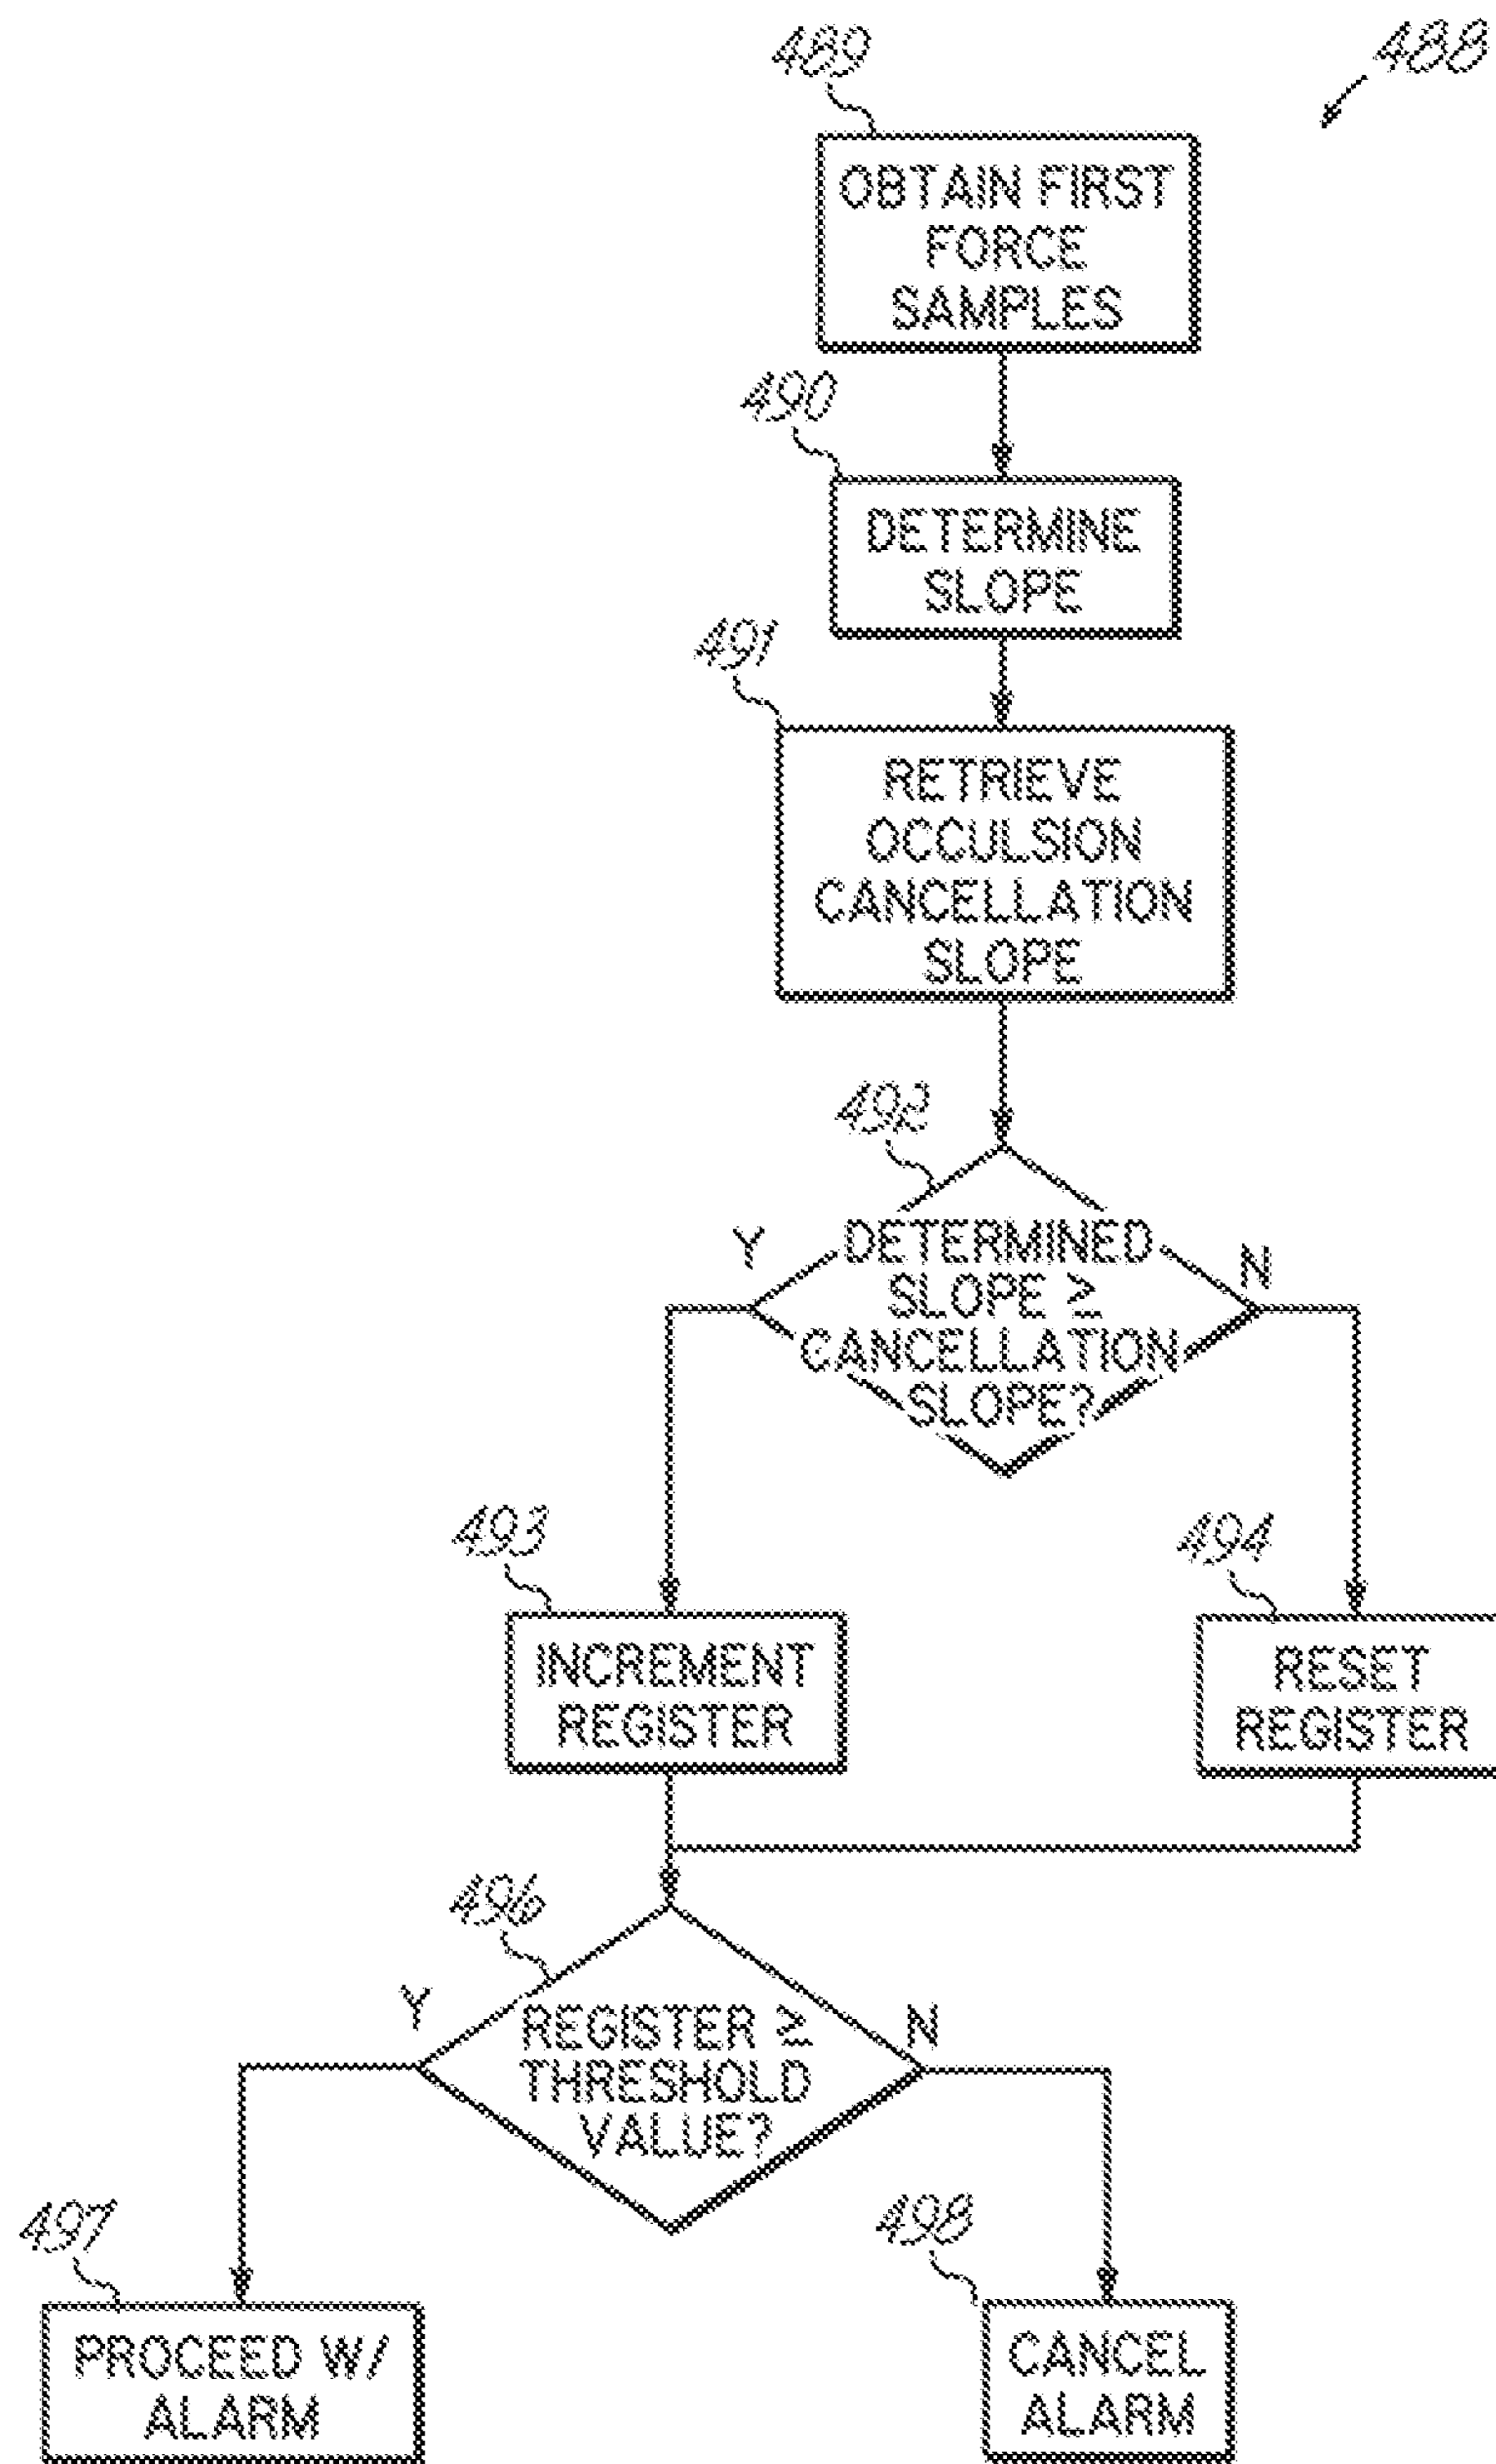 489
488
OBTAIN FIRST
FORCE
SAMPLES
490
DETERMINE
SLOPE
491
RETRIEVE
OCCULSION
CANCELLATION
SLOPE
492
Y
DETERMINED
SLOPE ≥
CANCELLATION
SLOPE?
N
493
INCREMENT
REGISTER
494
RESET
REGISTER
496
Y
REGISTER ≥
THRESHOLD
VALUE?
N
497
PROCEED W/
ALARM
498
CANCEL
ALARM